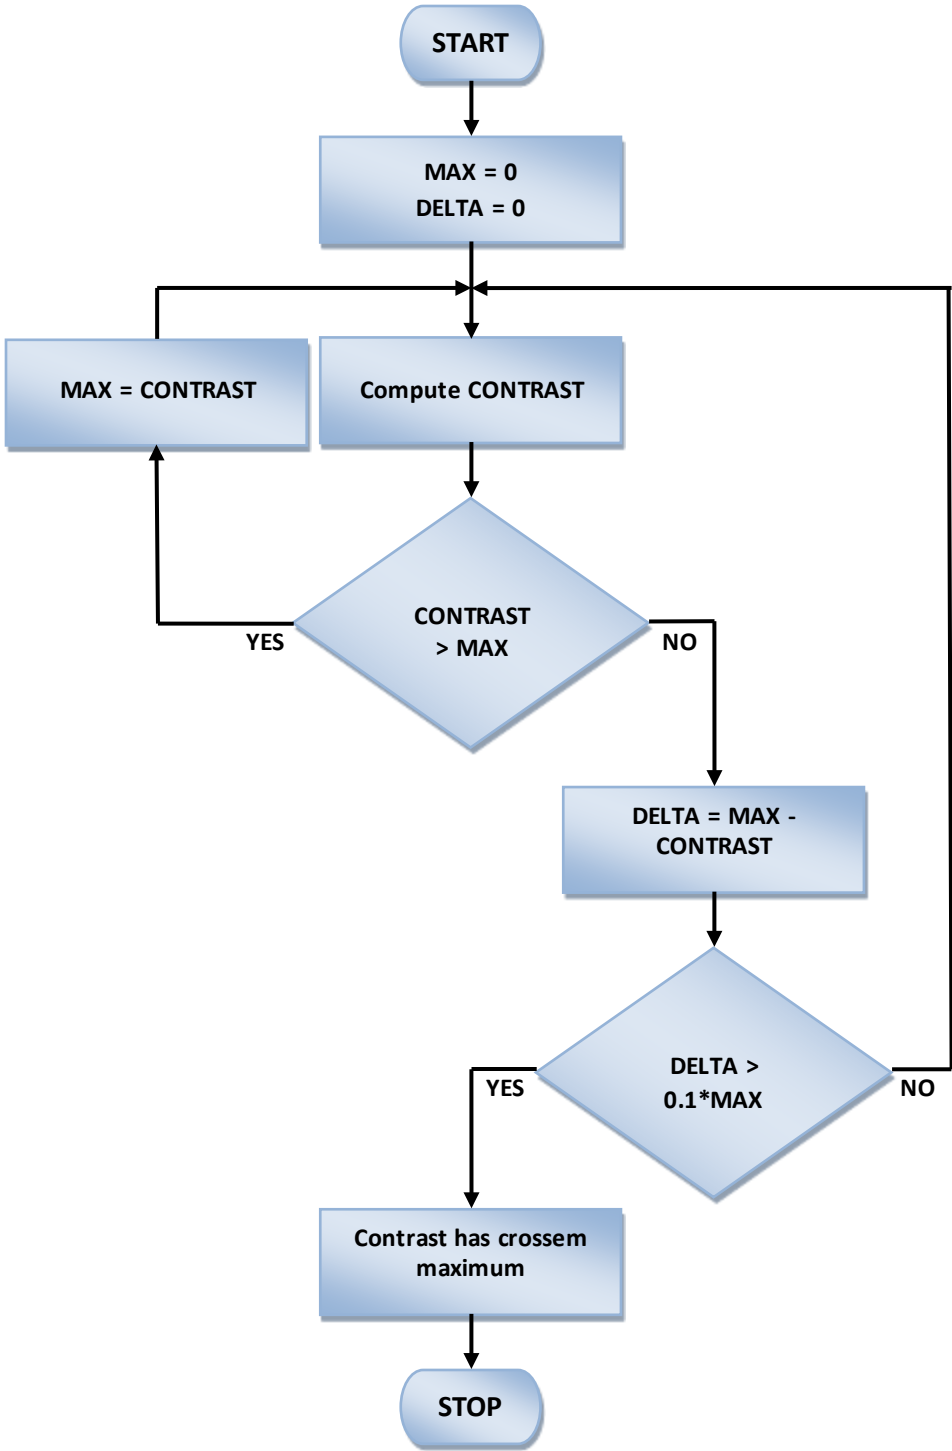 START
MAX = 0
DELTA = 0
MAX = CONTRAST
Compute CONTRAST
CONTRAST
> MAX
YES
NO
DELTA = MAX -
CONTRAST
DELTA >
0.1*MAX
YES
NO
Contrast has crossem
maximum
STOP